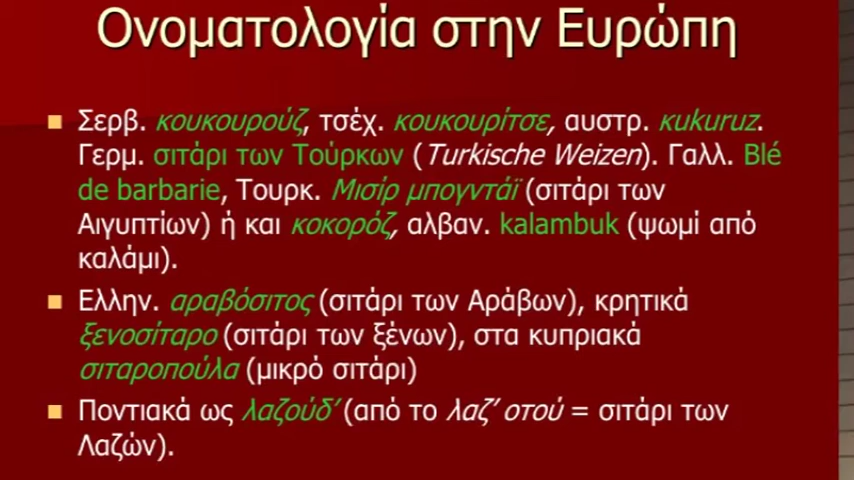 Ονοματολογία στην Ευρώπη
Σερβ. κουκουρούζ, τσέχ. κουκουρίτσε, αυστρ. kukuruz.
Γερμ. σιτάρι των Τούρκων (Turkische Weizen). Γαλλ. Blé
de barbarie, Τουρκ. Μισίρ μπογντάϊ (σιτάρι των
Αιγυπτίων) ή και κοκορόζ, αλβαν. kalambuk (ψωμί από
καλάμι).
Ελλην. αραβόσιτος (σιτάρι των Αράβων), κρητικά
ξενοσίταρο (σιτάρι των ξένων), στα κυπριακά
σιταροπούλα (μικρό σιτάρι)
Ποντιακά ως λαζούδ’ (από το λαζ’ οτού = σιτάρι των
Λαζών).